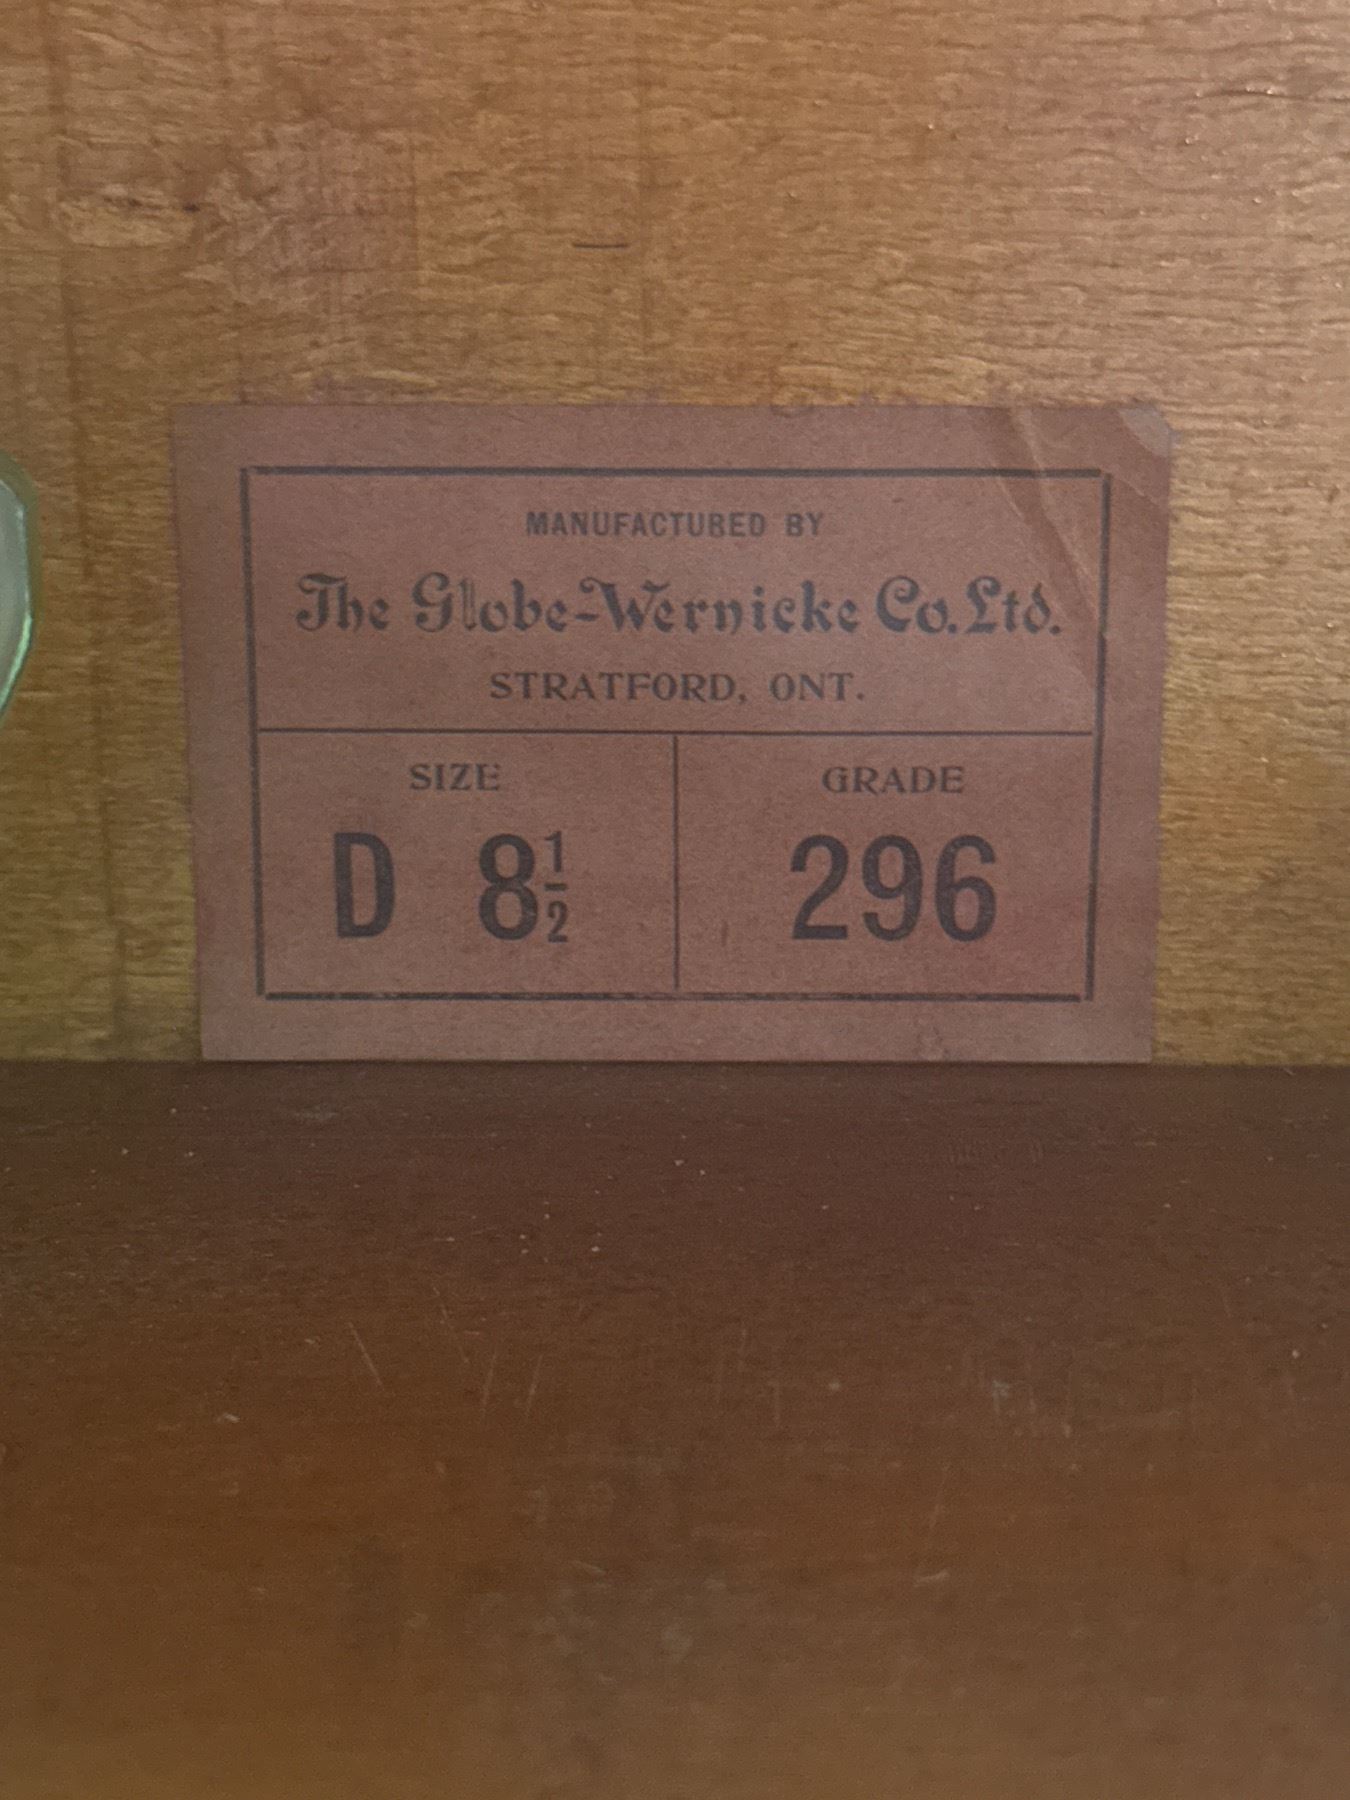 MANUFACTURED BY
The Globe-Wernicke Co. Ltd.
STRATFORD, ONT.
SIZE
D 8½
GRADE
296